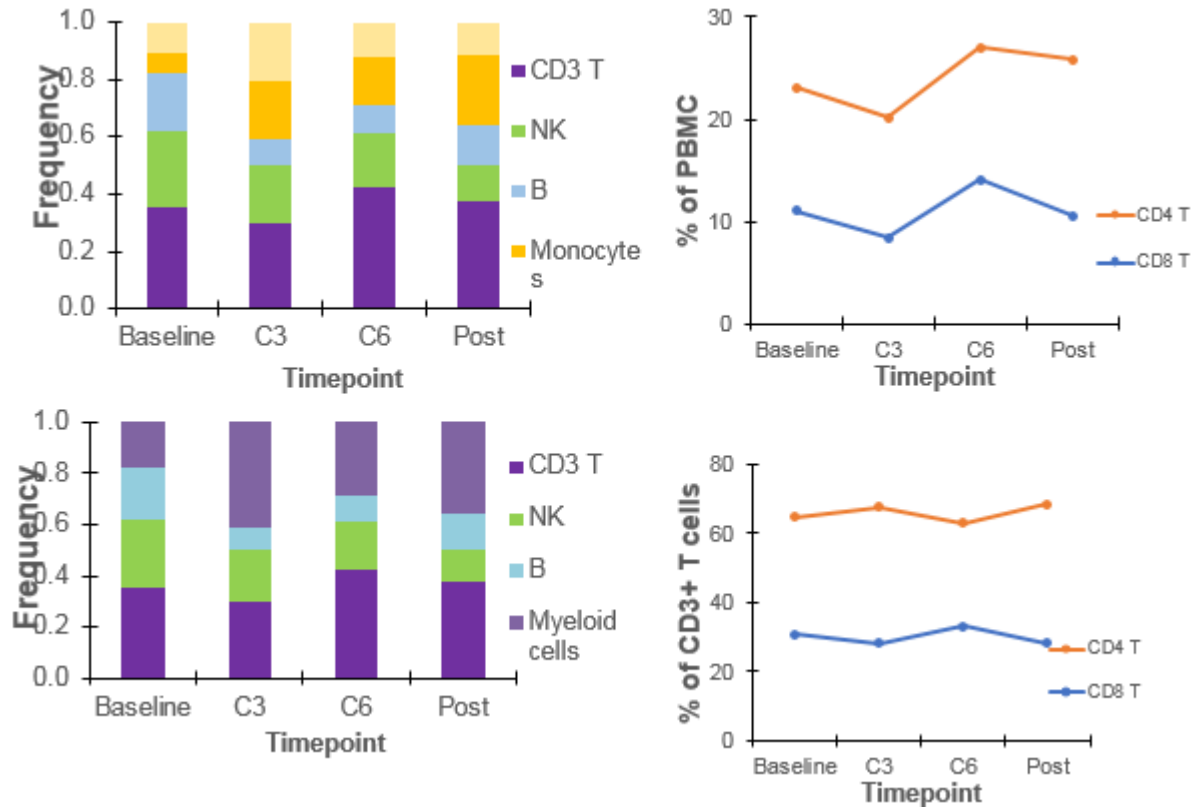 Frequency
1.0
0.8
0.6
0.4
0.2
0.0
Baseline C3 C6 Post
Timepoint
CD3 T
NK
B
Monocyte
s
% of PBMC
30
20
10
0
Baseline C3 C6 Post
Timepoint
CD4 T
CD8 T
Frequency
1.0
0.8
0.6
0.4
0.2
0.0
Baseline C3 C6 Post
Timepoint
CD3 T
NK
B
Myeloid
cells
% of CD3+ T cells
80
60
40
20
0
Baseline C3 C6 Post
Timepoint
CD4 T
CD8 T